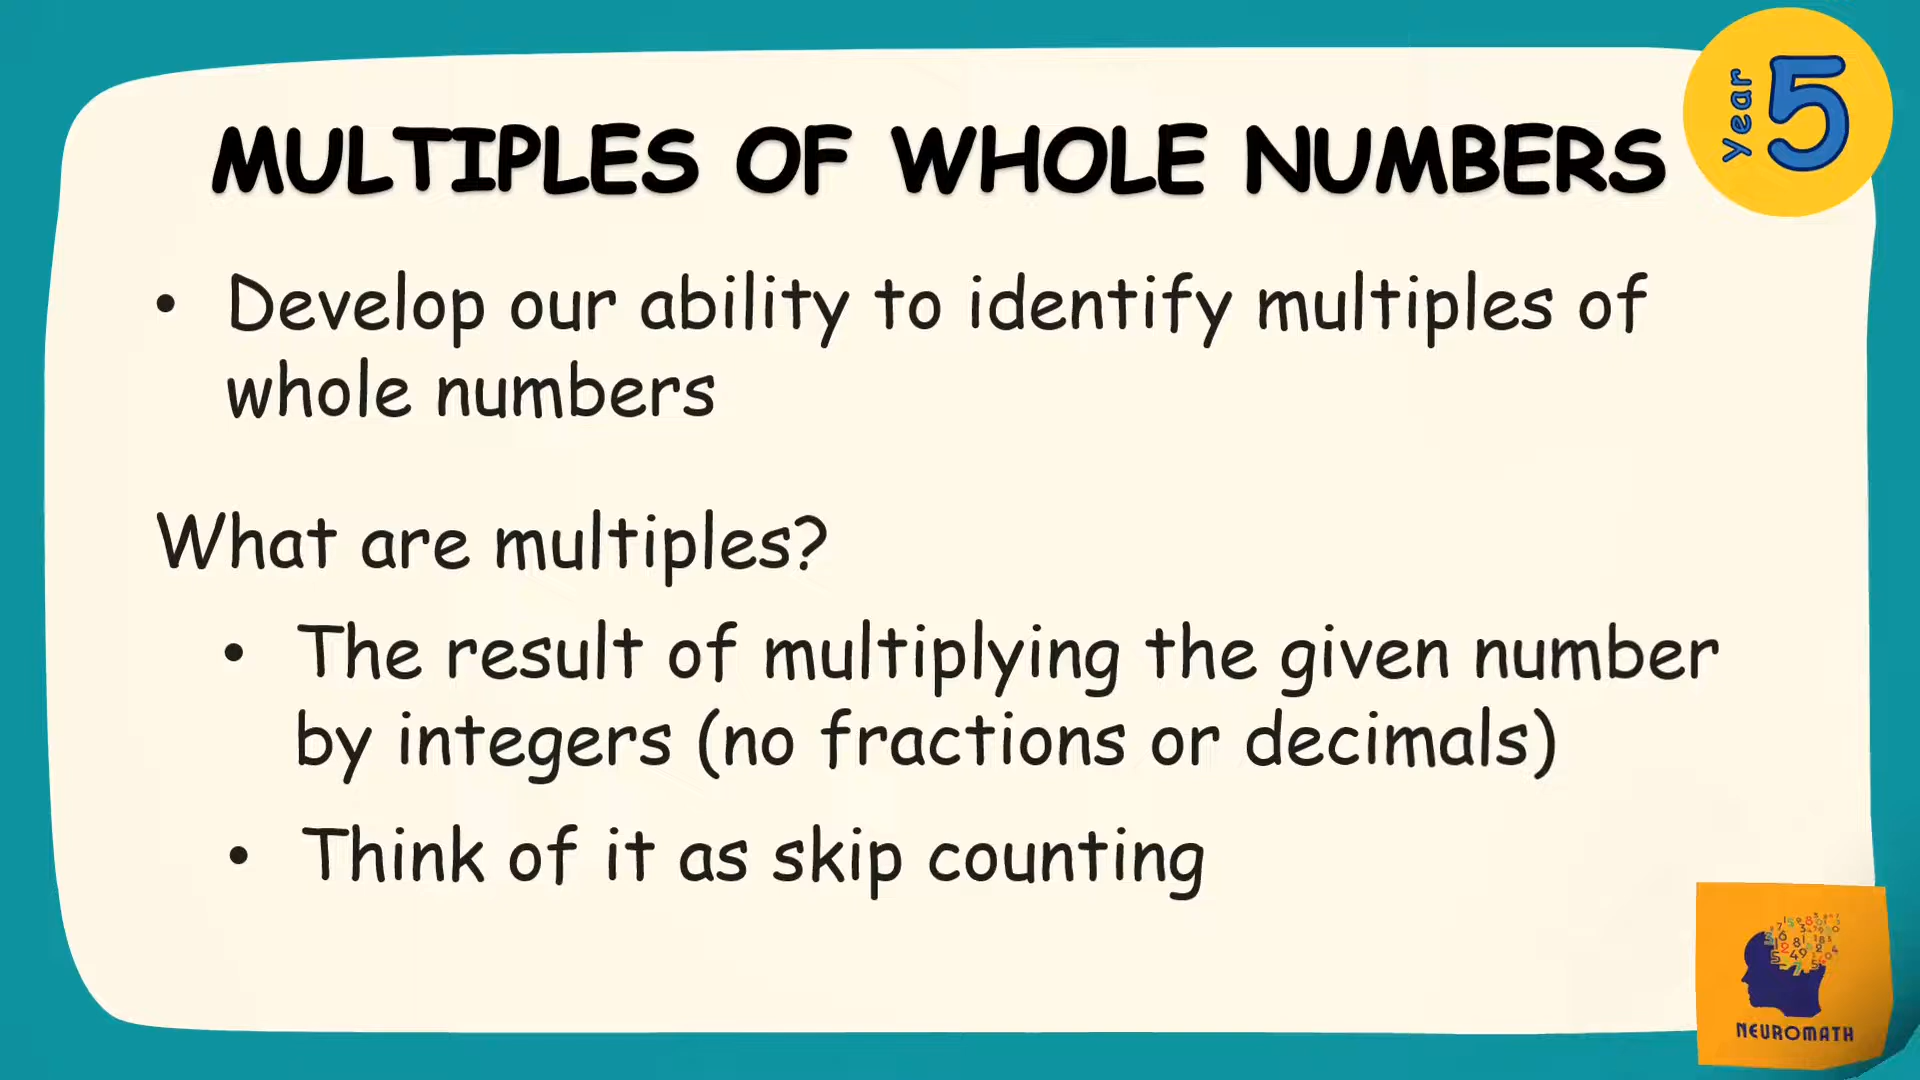 MULTIPLES OF WHOLE NUMBERS
year 5
• Develop our ability to identify multiples of
whole numbers
What are multiples?
• The result of multiplying the given number
by integers (no fractions or decimals)
• Think of it as skip counting
NEUROMATH